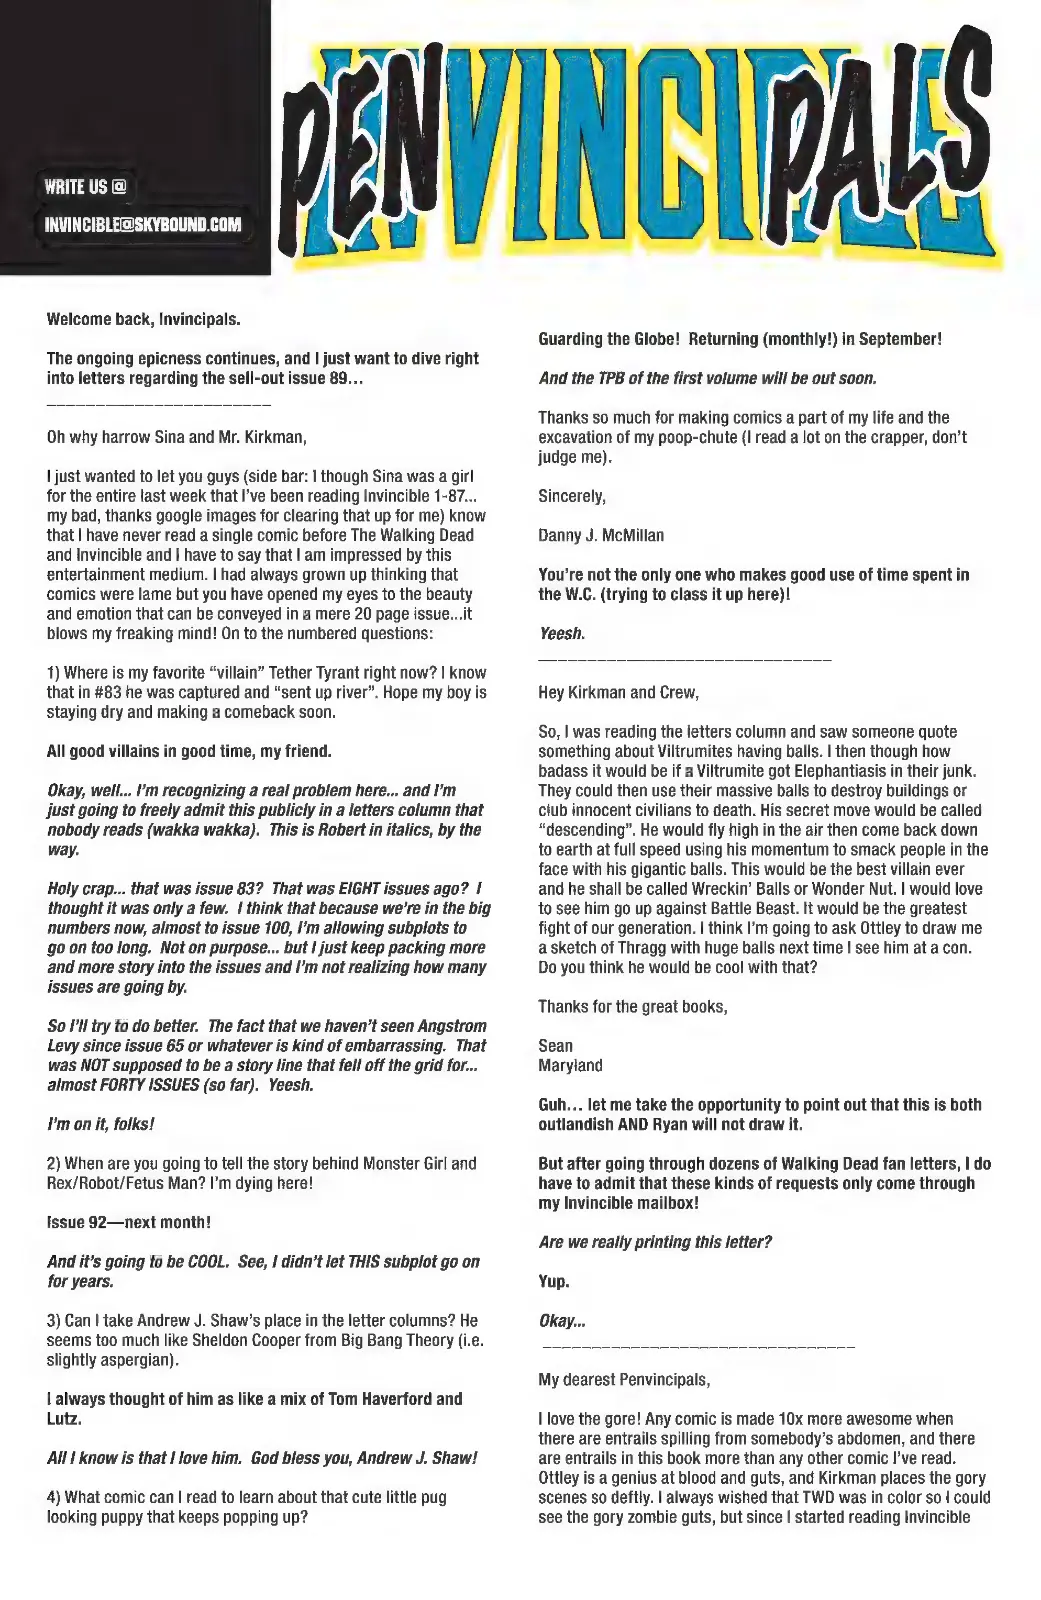 WRITE US @
INVINCIBLE@SKYBOUND.COM
INVINCIBLE
PEN PALS
Welcome back, Invincipals.
The ongoing epicness continues, and I just want to dive right
into letters regarding the sell-out issue 89...
________________________
Oh why harrow Sina and Mr. Kirkman,
I just wanted to let you guys (side bar: I though Sina was a girl
for the entire last week that I've been reading Invincible 1-87...
my bad, thanks google images for clearing that up for me) know
that I have never read a single comic before The Walking Dead
and Invincible and I have to say that I am impressed by this
entertainment medium. I had always grown up thinking that
comics were lame but you have opened my eyes to the beauty
and emotion that can be conveyed in a mere 20 page issue...it
blows my freaking mind! On to the numbered questions:
1) Where is my favorite “villain” Tether Tyrant right now? I know
that in #83 he was captured and “sent up river”. Hope my boy is
staying dry and making a comeback soon.
All good villains in good time, my friend.
Okay, well... I'm recognizing a real problem here... and I'm
just going to freely admit this publicly in a letters column that
nobody reads (wakka wakka). This is Robert in italics, by the
way.
Holy crap... that was issue 83? That was EIGHT issues ago? I
thought it was only a few. I think that because we're in the big
numbers now, almost to issue 100, I'm allowing subplots to
go on too long. Not on purpose... but I just keep packing more
and more story into the issues and I'm not realizing how many
issues are going by.
So I'll try to do better. The fact that we haven't seen Angstrom
Levy since issue 65 or whatever is kind of embarrassing. That
was NOT supposed to be a story line that fell off the grid for...
almost FORTY ISSUES (so far). Yeesh.
I'm on it, folks!
2) When are you going to tell the story behind Monster Girl and
Rex/Robot/Fetus Man? I'm dying here!
Issue 92—next month!
And it's going to be COOL. See, I didn't let THIS subplot go on
for years.
3) Can I take Andrew J. Shaw's place in the letter columns? He
seems too much like Sheldon Cooper from Big Bang Theory (i.e.
slightly aspergian).
I always thought of him as like a mix of Tom Haverford and
Lutz.
All I know is that I love him. God bless you, Andrew J. Shaw!
4) What comic can I read to learn about that cute little pug
looking puppy that keeps popping up?
Guarding the Globe! Returning (monthly!) in September!
And the TPB of the first volume will be out soon.
Thanks so much for making comics a part of my life and the
excavation of my poop-chute (I read a lot on the crapper, don't
judge me).
Sincerely,
Danny J. McMillan
You're not the only one who makes good use of time spent in
the W.C. (trying to class it up here)!
Yeesh.
________________________________
Hey Kirkman and Crew,
So, I was reading the letters column and saw someone quote
something about Viltrumites having balls. I then though how
badass it would be if a Viltrumite got Elephantiasis in their junk.
They could then use their massive balls to destroy buildings or
club innocent civilians to death. His secret move would be called
“descending”. He would fly high in the air then come back down
to earth at full speed using his momentum to smack people in the
face with his gigantic balls. This would be the best villain ever
and he shall be called Wreckin' Balls or Wonder Nut. I would love
to see him go up against Battle Beast. It would be the greatest
fight of our generation. I think I'm going to ask Ottley to draw me
a sketch of Thragg with huge balls next time I see him at a con.
Do you think he would be cool with that?
Thanks for the great books,
Sean
Maryland
Guh... let me take the opportunity to point out that this is both
outlandish AND Ryan will not draw it.
But after going through dozens of Walking Dead fan letters, I do
have to admit that these kinds of requests only come through
my Invincible mailbox!
Are we really printing this letter?
Yup.
Okay...
__________________________________
My dearest Penvincipals,
I love the gore! Any comic is made 10x more awesome when
there are entrails spilling from somebody's abdomen, and there
are entrails in this book more than any other comic I've read.
Ottley is a genius at blood and guts, and Kirkman places the gory
scenes so deftly. I always wished that TWD was in color so I could
see the gory zombie guts, but since I started reading Invincible